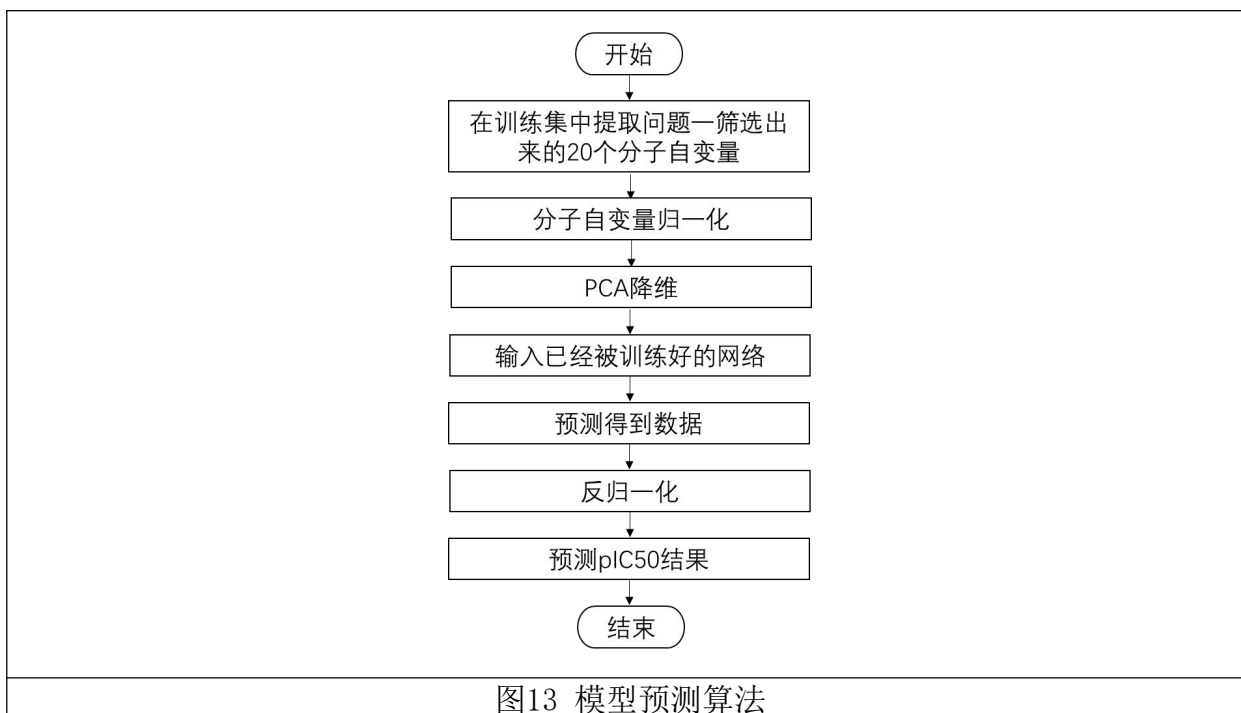 开始
在训练集中提取问题一筛选出
来的20个分子自变量
分子自变量归一化
PCA降维
输入已经被训练好的网络
预测得到数据
反归一化
预测pIC50结果
结束
图13 模型预测算法